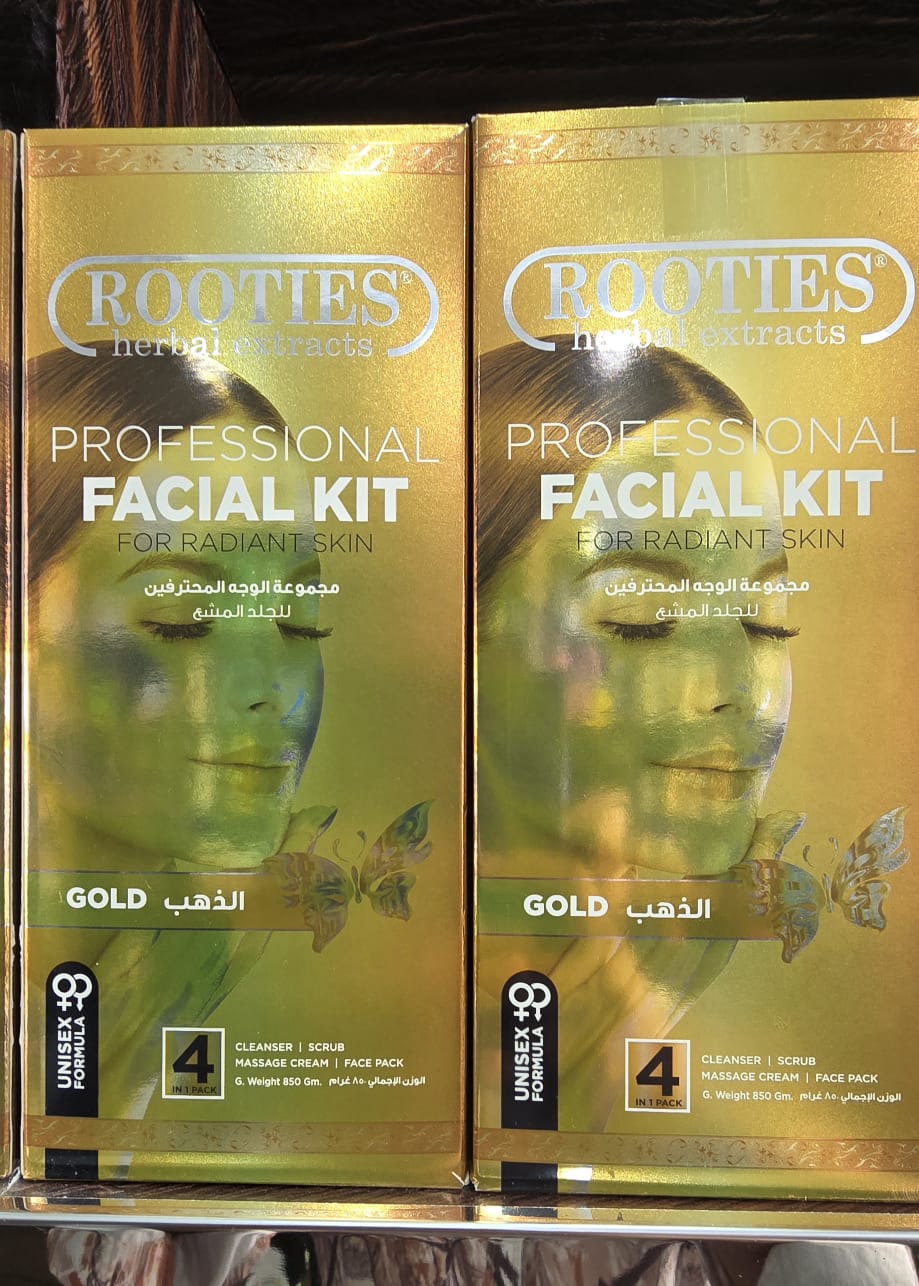 ROOTIES®
herbal extracts
PROFESSIONAL
FACIAL KIT
FOR RADIANT SKIN
مجموعة الوجه المحترفين
للجلد المشع
GOLD الذهب
UNISEX
FORMULA
4
IN 1 PACK
CLEANSER | SCRUB
MASSAGE CREAM | FACE PACK
G. Weight 850 Gm. الوزن الإجمالي ٨٥٠ غرام
ROOTIES®
herbal extracts
PROFESSIONAL
FACIAL KIT
FOR RADIANT SKIN
مجموعة الوجه المحترفين
للجلد المشع
GOLD الذهب
UNISEX
FORMULA
4
IN 1 PACK
CLEANSER | SCRUB
MASSAGE CREAM | FACE PACK
G. Weight 850 Gm. الوزن الإجمالي ٨٥٠ غرام